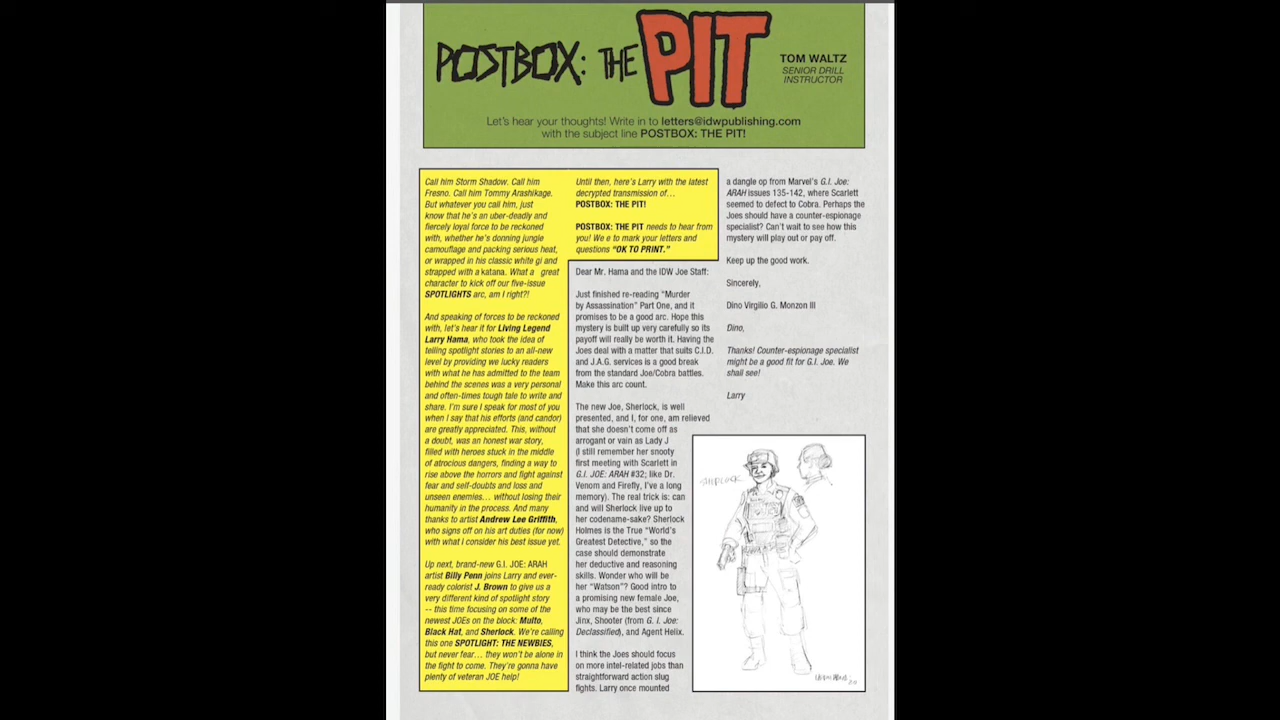 POSTBOX: THE PIT
TOM WALTZ
SENIOR DRILL
INSTRUCTOR
Let's hear your thoughts! Write in to letters@idwpublishing.com
with the subject line POSTBOX: THE PIT!
Call him Storm Shadow. Call him
Fresno. Call him Tommy Arashikage.
But whatever you call him, just
know that he's an uber-deadly and
fiercely loyal force to be reckoned
with, whether he's donning jungle
camouflage and packing serious heat,
or wrapped in his classic white gi and
strapped with a katana. What a great
character to kick off our five-issue
SPOTLIGHTS arc, am I right?!
And speaking of forces to be reckoned
with, let's hear it for Living Legend
Larry Hama, who took the idea of
telling spotlight stories to an all-new
level by providing we lucky readers
with what he has admitted to the team
behind the scenes was a very personal
and often-times tough tale to write and
share. I'm sure I speak for most of you
when I say that his efforts (and candor)
are greatly appreciated. This, without
a doubt, was an honest war story,
filled with heroes stuck in the middle
of atrocious dangers, finding a way to
rise above the horrors and fight against
fear and self-doubts and loss and
unseen enemies... without losing their
humanity in the process. And many
thanks to artist Andrew Lee Griffith,
who signs off on his art duties (for now)
with what I consider his best issue yet.
Up next, brand-new G.I. JOE: ARAH
artist Billy Penn joins Larry and ever-
ready colorist J. Brown to give us a
very different kind of spotlight story
-- this time focusing on some of the
newest JOEs on the block: Multo,
Black Hat, and Sherlock. We're calling
this one SPOTLIGHT: THE NEWBIES,
but never fear... they won't be alone in
the fight to come. They're gonna have
plenty of veteran JOE help!
Until then, here's Larry with the latest
decrypted transmission of...
POSTBOX: THE PIT!
POSTBOX: THE PIT needs to hear from
you! We e to mark your letters and
questions "OK TO PRINT."
Dear Mr. Hama and the IDW Joe Staff:
Just finished re-reading "Murder
by Assassination" Part One, and it
promises to be a good arc. Hope this
mystery is built up very carefully so its
payoff will really be worth it. Having the
Joes deal with a matter that suits C.I.D.
and J.A.G. services is a good break
from the standard Joe/Cobra battles.
Make this arc count.
The new Joe, Sherlock, is well
presented, and I, for one, am relieved
that she doesn't come off as
arrogant or vain as Lady J
(I still remember her snooty
first meeting with Scarlett in
G.I. JOE: ARAH #32; like Dr.
Venom and Firefly, I've a long
memory). The real trick is: can
and will Sherlock live up to
her codename-sake? Sherlock
Holmes is the True "World's
Greatest Detective," so the
case should demonstrate
her deductive and reasoning
skills. Wonder who will be
her "Watson"? Good intro to
a promising new female Joe,
who may be the best since
Jinx, Shooter (from G. I. Joe:
Declassified), and Agent Helix.
I think the Joes should focus
on more intel-related jobs than
straightforward action slug
fights. Larry once mounted
a dangle op from Marvel's G.I. Joe:
ARAH issues 135-142, where Scarlett
seemed to defect to Cobra. Perhaps the
Joes should have a counter-espionage
specialist? Can't wait to see how this
mystery will play out or pay off.
Keep up the good work.
Sincerely,
Dino Virgilio G. Monzon III
Dino,
Thanks! Counter-espionage specialist
might be a good fit for G.I. Joe. We
shall see!
Larry
SHERLOCK